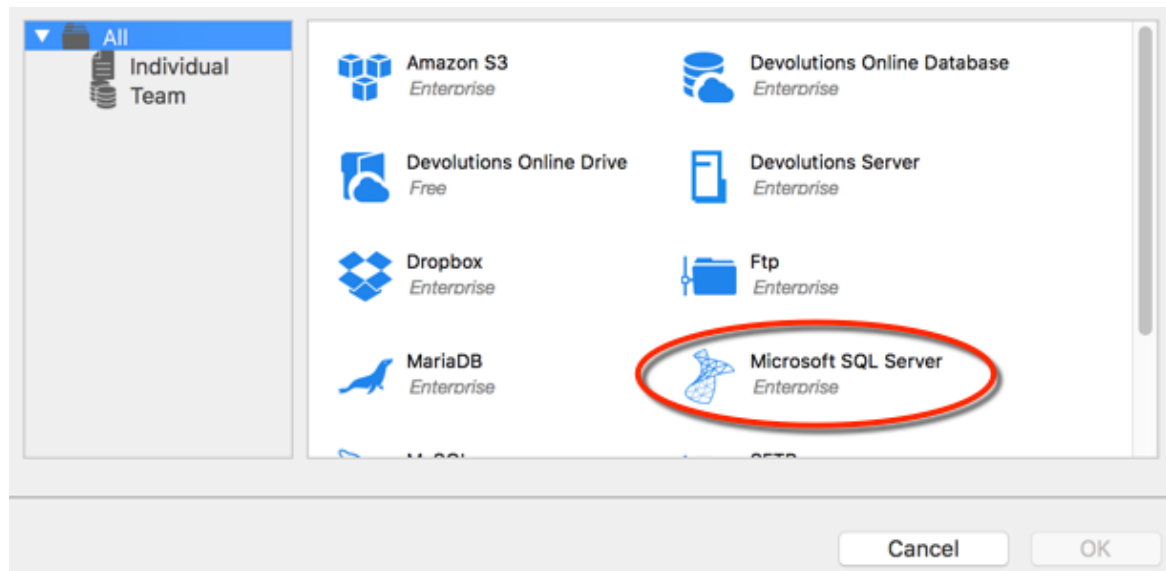 All
Individual
Team
Amazon S3
Enterprise
Devolutions Online Database
Enterprise
Devolutions Online Drive
Free
Devolutions Server
Enterprise
Dropbox
Enterprise
Ftp
Enterprise
MariaDB
Enterprise
Microsoft SQL Server
Enterprise
Cancel
OK